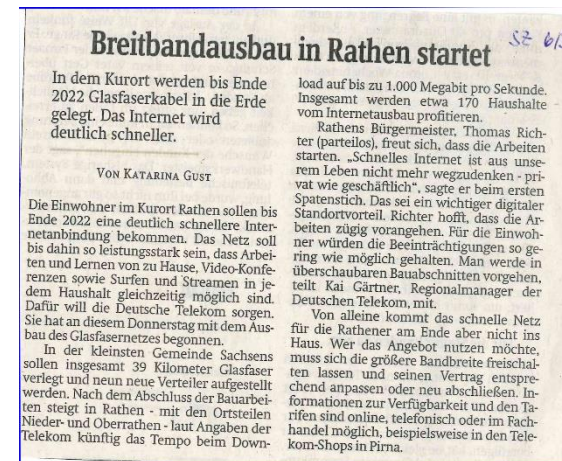 Breitbandausbau in Rathen startet
SZ 6/
In dem Kurort werden bis Ende
2022 Glasfaserkabel in die Erde
gelegt. Das Internet wird
deutlich schneller.
VON KATARINA GUST
Die Einwohner im Kurort Rathen sollen bis
Ende 2022 eine deutlich schnellere Inter-
netanbindung bekommen. Das Netz soll
bis dahin so leistungsstark sein, dass Arbei-
ten und Lernen von zu Hause, Video-Konfe-
renzen sowie Surfen und Streamen in je-
dem Haushalt gleichzeitig möglich sind.
Dafür will die Deutsche Telekom sorgen.
Sie hat an diesem Donnerstag mit dem Aus-
bau des Glasfasernetzes begonnen.
In der kleinsten Gemeinde Sachsens
sollen insgesamt 39 Kilometer Glasfaser
verlegt und neun neue Verteiler aufgestellt
werden. Nach dem Abschluss der Bauarbei-
ten steigt in Rathen - mit den Ortsteilen
Nieder- und Oberrathen - laut Angaben der
Telekom künftig das Tempo beim Down-
load auf bis zu 1.000 Megabit pro Sekunde.
Insgesamt werden etwa 170 Haushalte
vom Internetausbau profitieren.
Rathens Bürgermeister, Thomas Rich-
ter (parteilos), freut sich, dass die Arbeiten
starten. „Schnelles Internet ist aus unse-
rem Leben nicht mehr wegzudenken - pri-
vat wie geschäftlich“, sagte er beim ersten
Spatenstich. Das sei ein wichtiger digitaler
Standortvorteil. Richter hofft, dass die Ar-
beiten zügig vorangehen. Für die Einwoh-
ner würden die Beeinträchtigungen so ge-
ring wie möglich gehalten. Man werde in
überschaubaren Bauabschnitten vorgehen,
teilt Kai Gärtner, Regionalmanager der
Deutschen Telekom, mit.
Von alleine kommt das schnelle Netz
für die Rathener am Ende aber nicht ins
Haus. Wer das Angebot nutzen möchte,
muss sich die größere Bandbreite freischal-
ten lassen und seinen Vertrag entspre-
chend anpassen oder neu abschließen. In-
formationen zur Verfügbarkeit und den Ta-
rifen sind online, telefonisch oder im Fach-
handel möglich, beispielsweise in den Tele-
kom-Shops in Pirna.